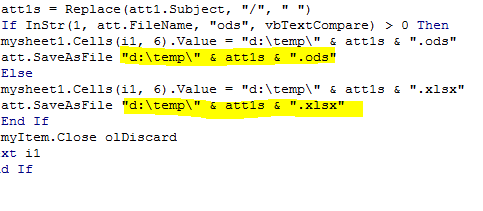 att1s = Replace(att1.Subject, "/", " ")
If InStr(1, att.FileName, "ods", vbTextCompare) > 0 Then
mysheet1.Cells(i1, 6).Value = "d:\temp\" & att1s & ".ods"
att.SaveAsFile "d:\temp\" & att1s & ".ods"
Else
mysheet1.Cells(i1, 6).Value = "d:\temp\" & att1s & ".xlsx"
att.SaveAsFile "d:\temp\" & att1s & ".xlsx"
End If
myItem.Close olDiscard
xt i1
d If